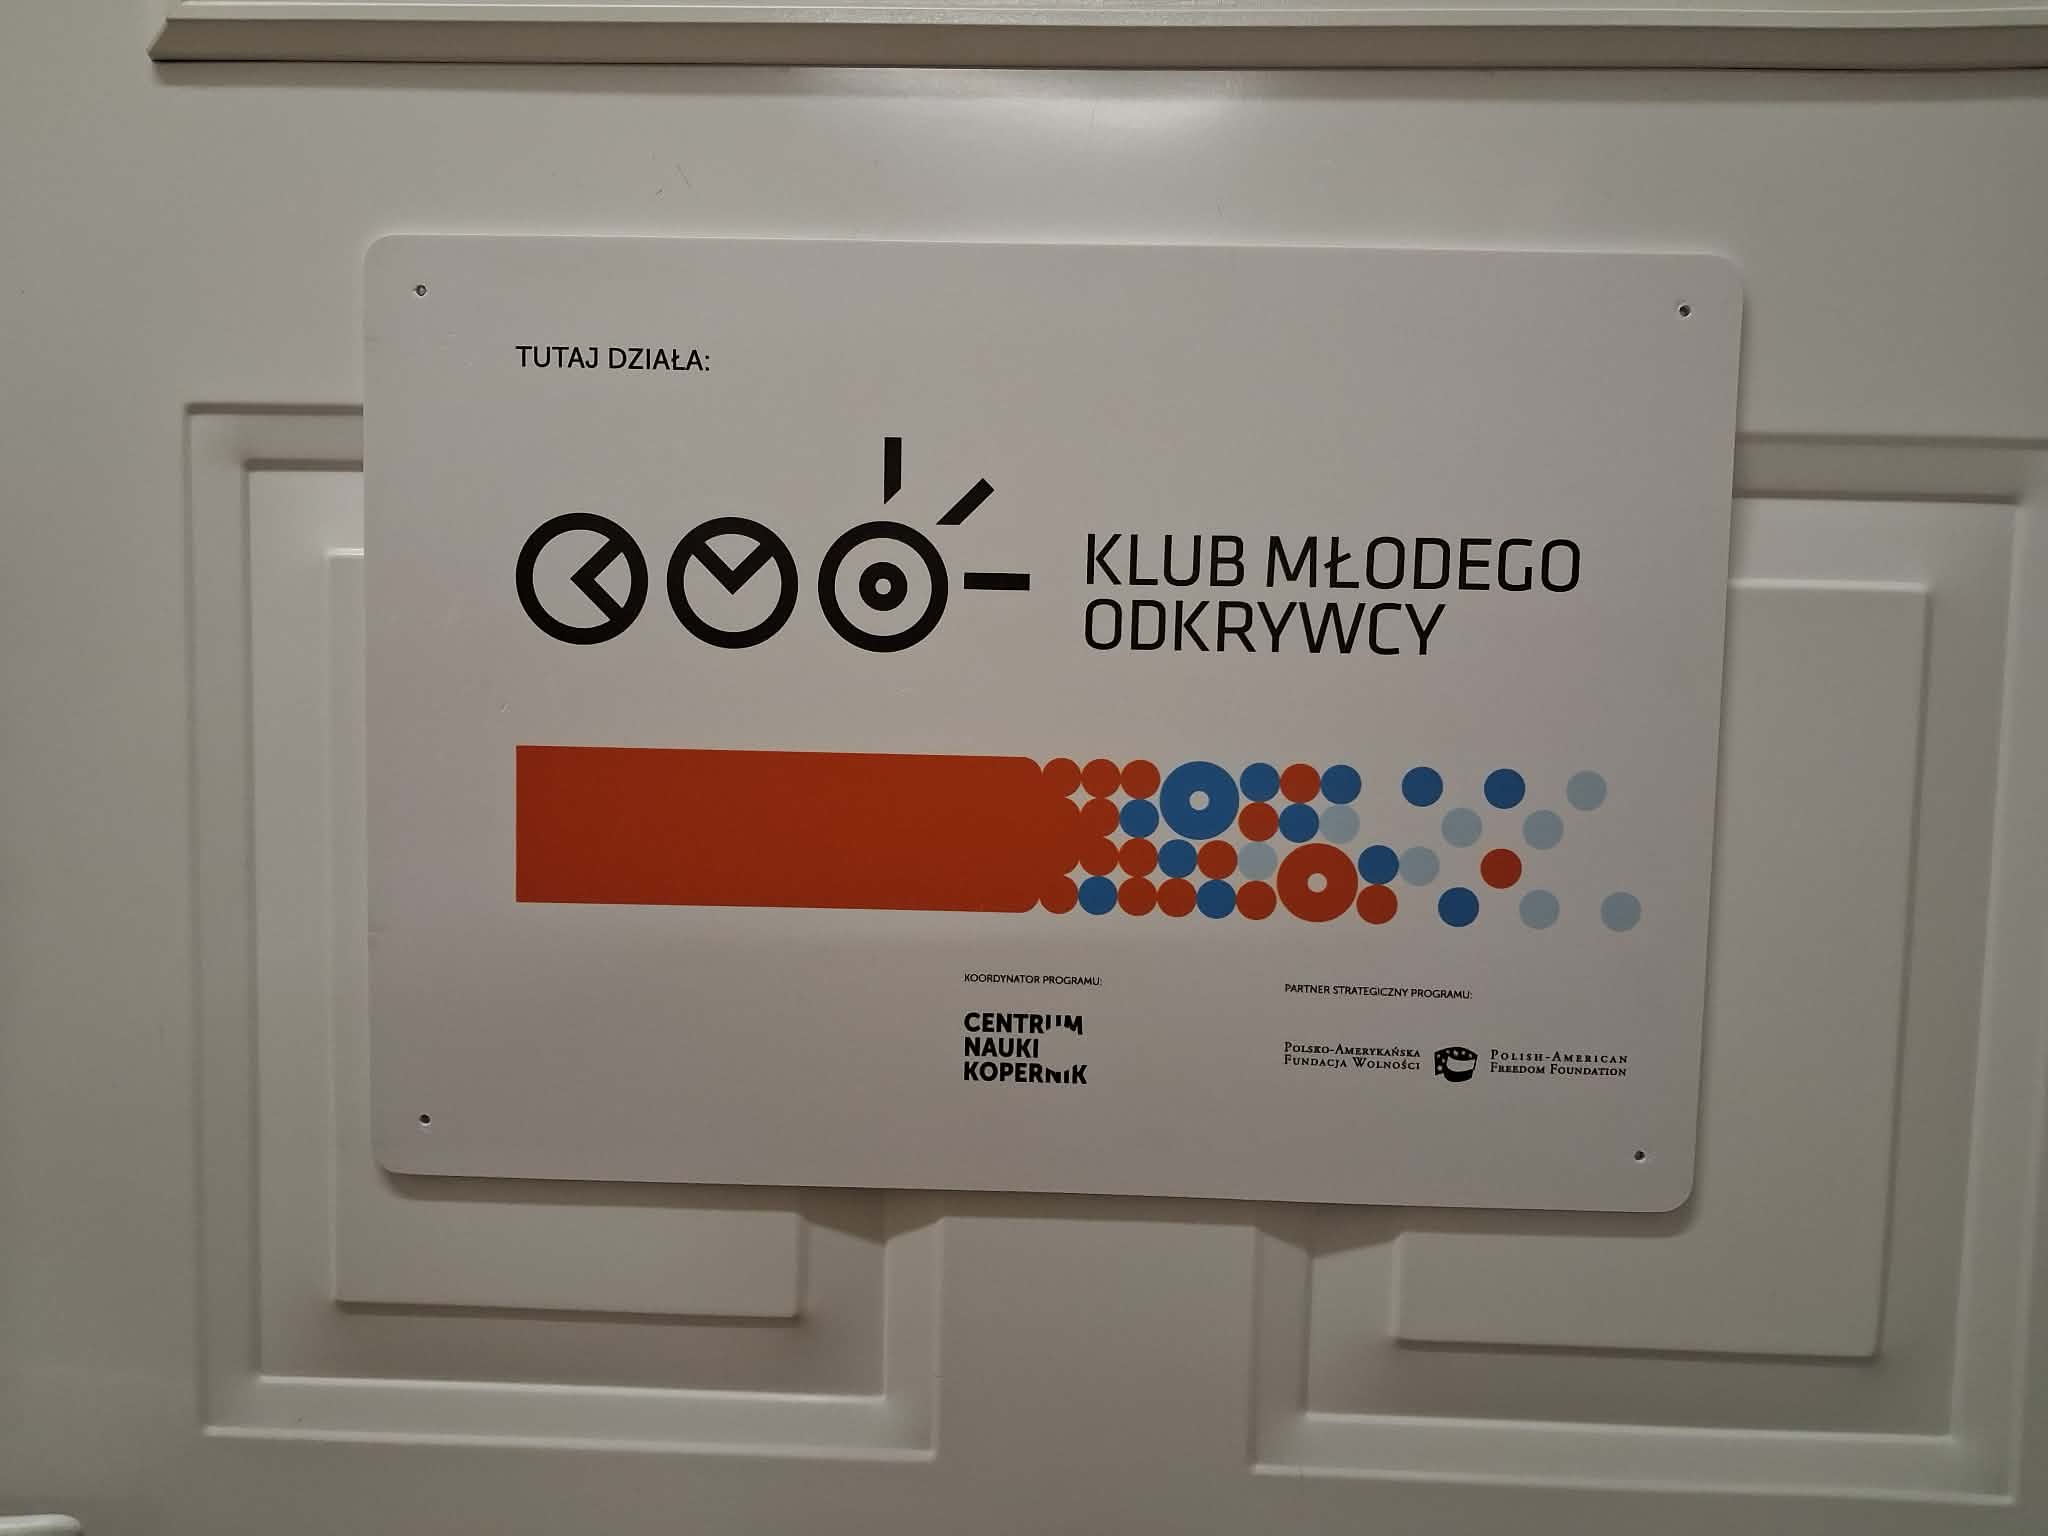 TUTAJ DZIAŁA:
KLUB MŁODEGO
ODKRYWCY
KOORDYNATOR PROGRAMU:
CENTRUM
NAUKI
KOPERNIK
PARTNER STRATEGICZNY PROGRAMU:
POLSKO-AMERYKAŃSKA
FUNDACJA WOLNOŚCI
POLISH-AMERICAN
FREEDOM FOUNDATION